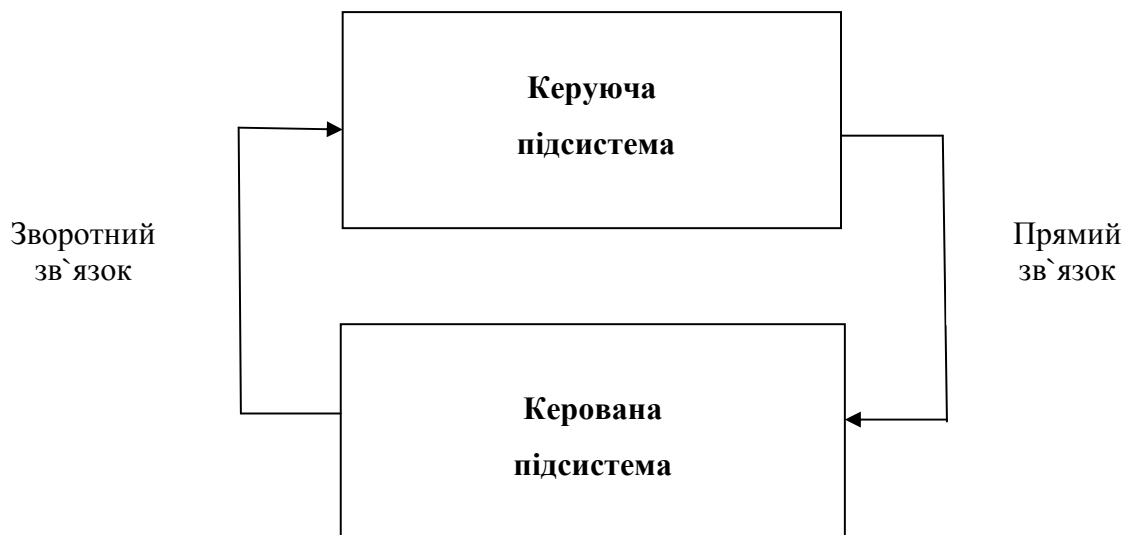 Керуюча
підсистема
Зворотний
зв`язок
Прямий
зв`язок
Керована
підсистема